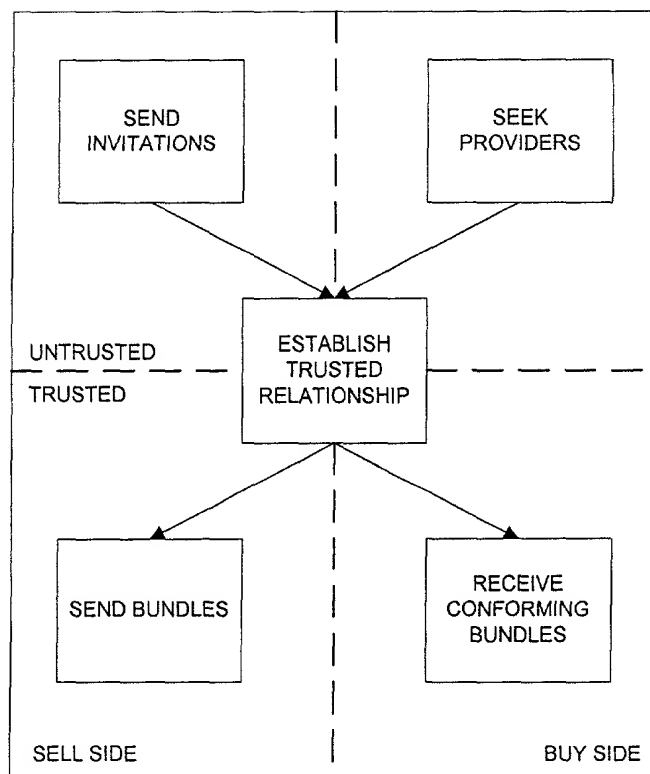 SEND
INVITATIONS
SEEK
PROVIDERS
UNTRUSTED
TRUSTED
ESTABLISH
TRUSTED
RELATIONSHIP
SEND BUNDLES
RECEIVE
CONFORMING
BUNDLES
SELL SIDE
BUY SIDE